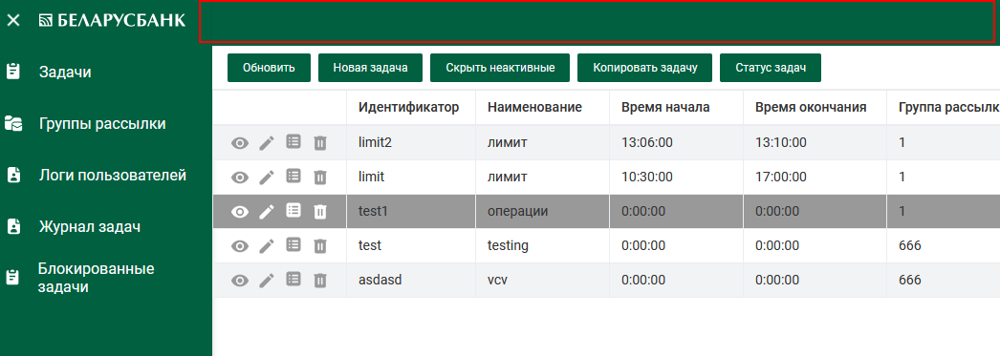 БЕЛАРУСБАНК
Задачи
Группы рассылки
Логи пользователей
Журнал задач
Блокированные
задачи
Обновить Новая задача Скрыть неактивные Копировать задачу Статус задач
Идентификатор Наименование Время начала Время окончания Группа рассылк
limit2 лимит 13:06:00 13:10:00 1
limit лимит 10:30:00 17:00:00 1
test1 операции 0:00:00 0:00:00 1
test testing 0:00:00 0:00:00 666
asdasd vcv 0:00:00 0:00:00 666